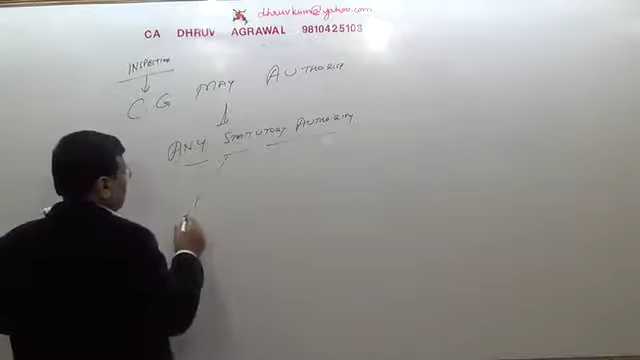 dhruvkum@yahoo.com
CA DHRUV AGRAWAL 9810425103
INSPECTION
C.G MAY AUTHORISE
ANY STATUTORY AUTHORITY